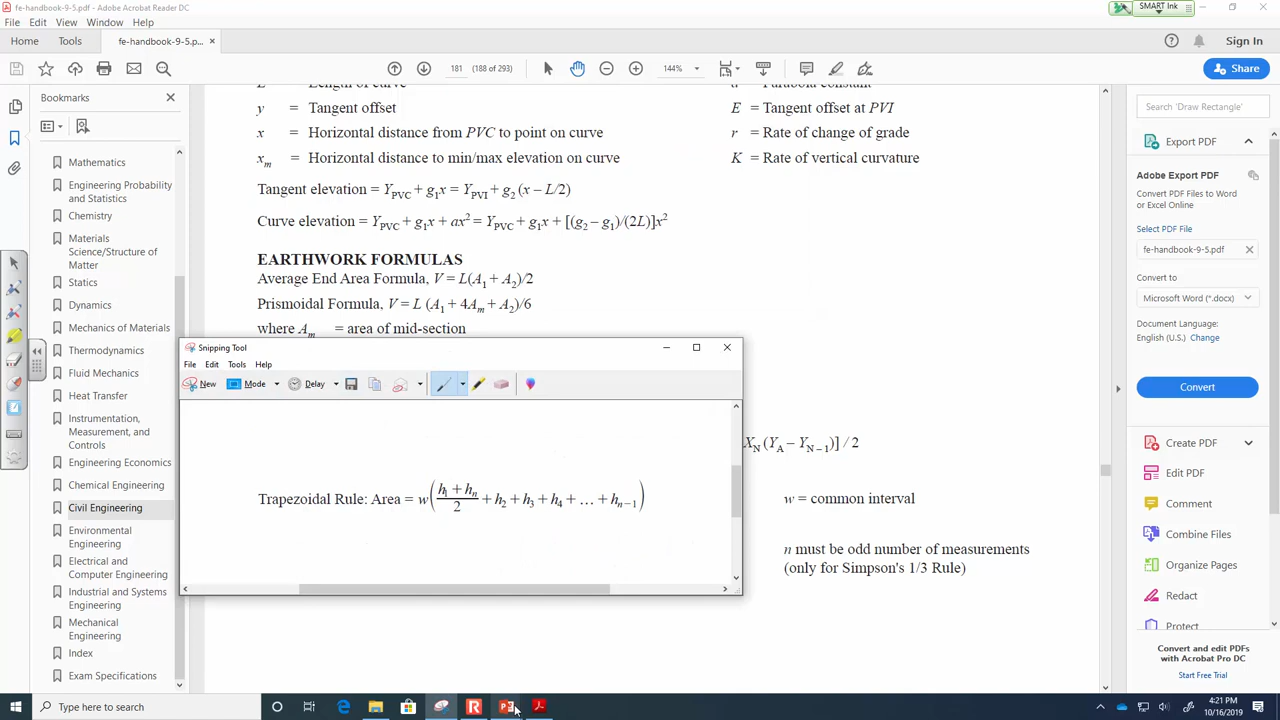 fe-handbook-9-5.pdf - Adobe Acrobat Reader DC
SMART Ink
File Edit View Window Help
Home Tools fe-handbook-9-5.p... × Sign In
181 (188 of 293) 144% Share
Bookmarks
Mathematics
Engineering Probability
and Statistics
Chemistry
Materials
Science/Structure of
Matter
Statics
Dynamics
Mechanics of Materials
Thermodynamics
Fluid Mechanics
Heat Transfer
Instrumentation,
Measurement, and
Controls
Engineering Economics
Chemical Engineering
Civil Engineering
Environmental
Engineering
Electrical and
Computer Engineering
Industrial and Systems
Engineering
Mechanical
Engineering
Index
Exam Specifications
y = Tangent offset
x = Horizontal distance from PVC to point on curve
xm = Horizontal distance to min/max elevation on curve
E = Tangent offset at PVI
r = Rate of change of grade
K = Rate of vertical curvature
Tangent elevation = YPVC + g1x = YPVI + g2 (x – L/2)
Curve elevation = YPVC + g1x + ax2 = YPVC + g1x + [(g2 – g1)/(2L)]x2
EARTHWORK FORMULAS
Average End Area Formula, V = L(A1 + A2)/2
Prismoidal Formula, V = L (A1 + 4Am + A2)/6
where Am = area of mid-section
Snipping Tool
File Edit Tools Help
New Mode Delay
Trapezoidal Rule: Area = w((h1 + hn)/2 + h2 + h3 + h4 + … + hn–1)
XN (YA – YN–1)] / 2
w = common interval
n must be odd number of measurements
(only for Simpson's 1/3 Rule)
Search 'Draw Rectangle'
Export PDF
Adobe Export PDF
Convert PDF Files to Word
or Excel Online
Select PDF File
fe-handbook-9-5.pdf ×
Convert to
Microsoft Word (*.docx)
Document Language:
English (U.S.) Change
Convert
Create PDF
Edit PDF
Comment
Combine Files
Organize Pages
Redact
Protect
Convert and edit PDFs
with Acrobat Pro DC
Start Free Trial
Type here to search
4:21 PM
10/16/2019